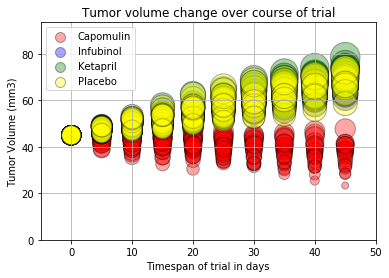 Tumor volume change over course of trial
Capomulin
Infubinol
Ketapril
Placebo
Tumor Volume (mm3)
80
60
40
20
0
0 10 20 30 40 50
Timespan of trial in days